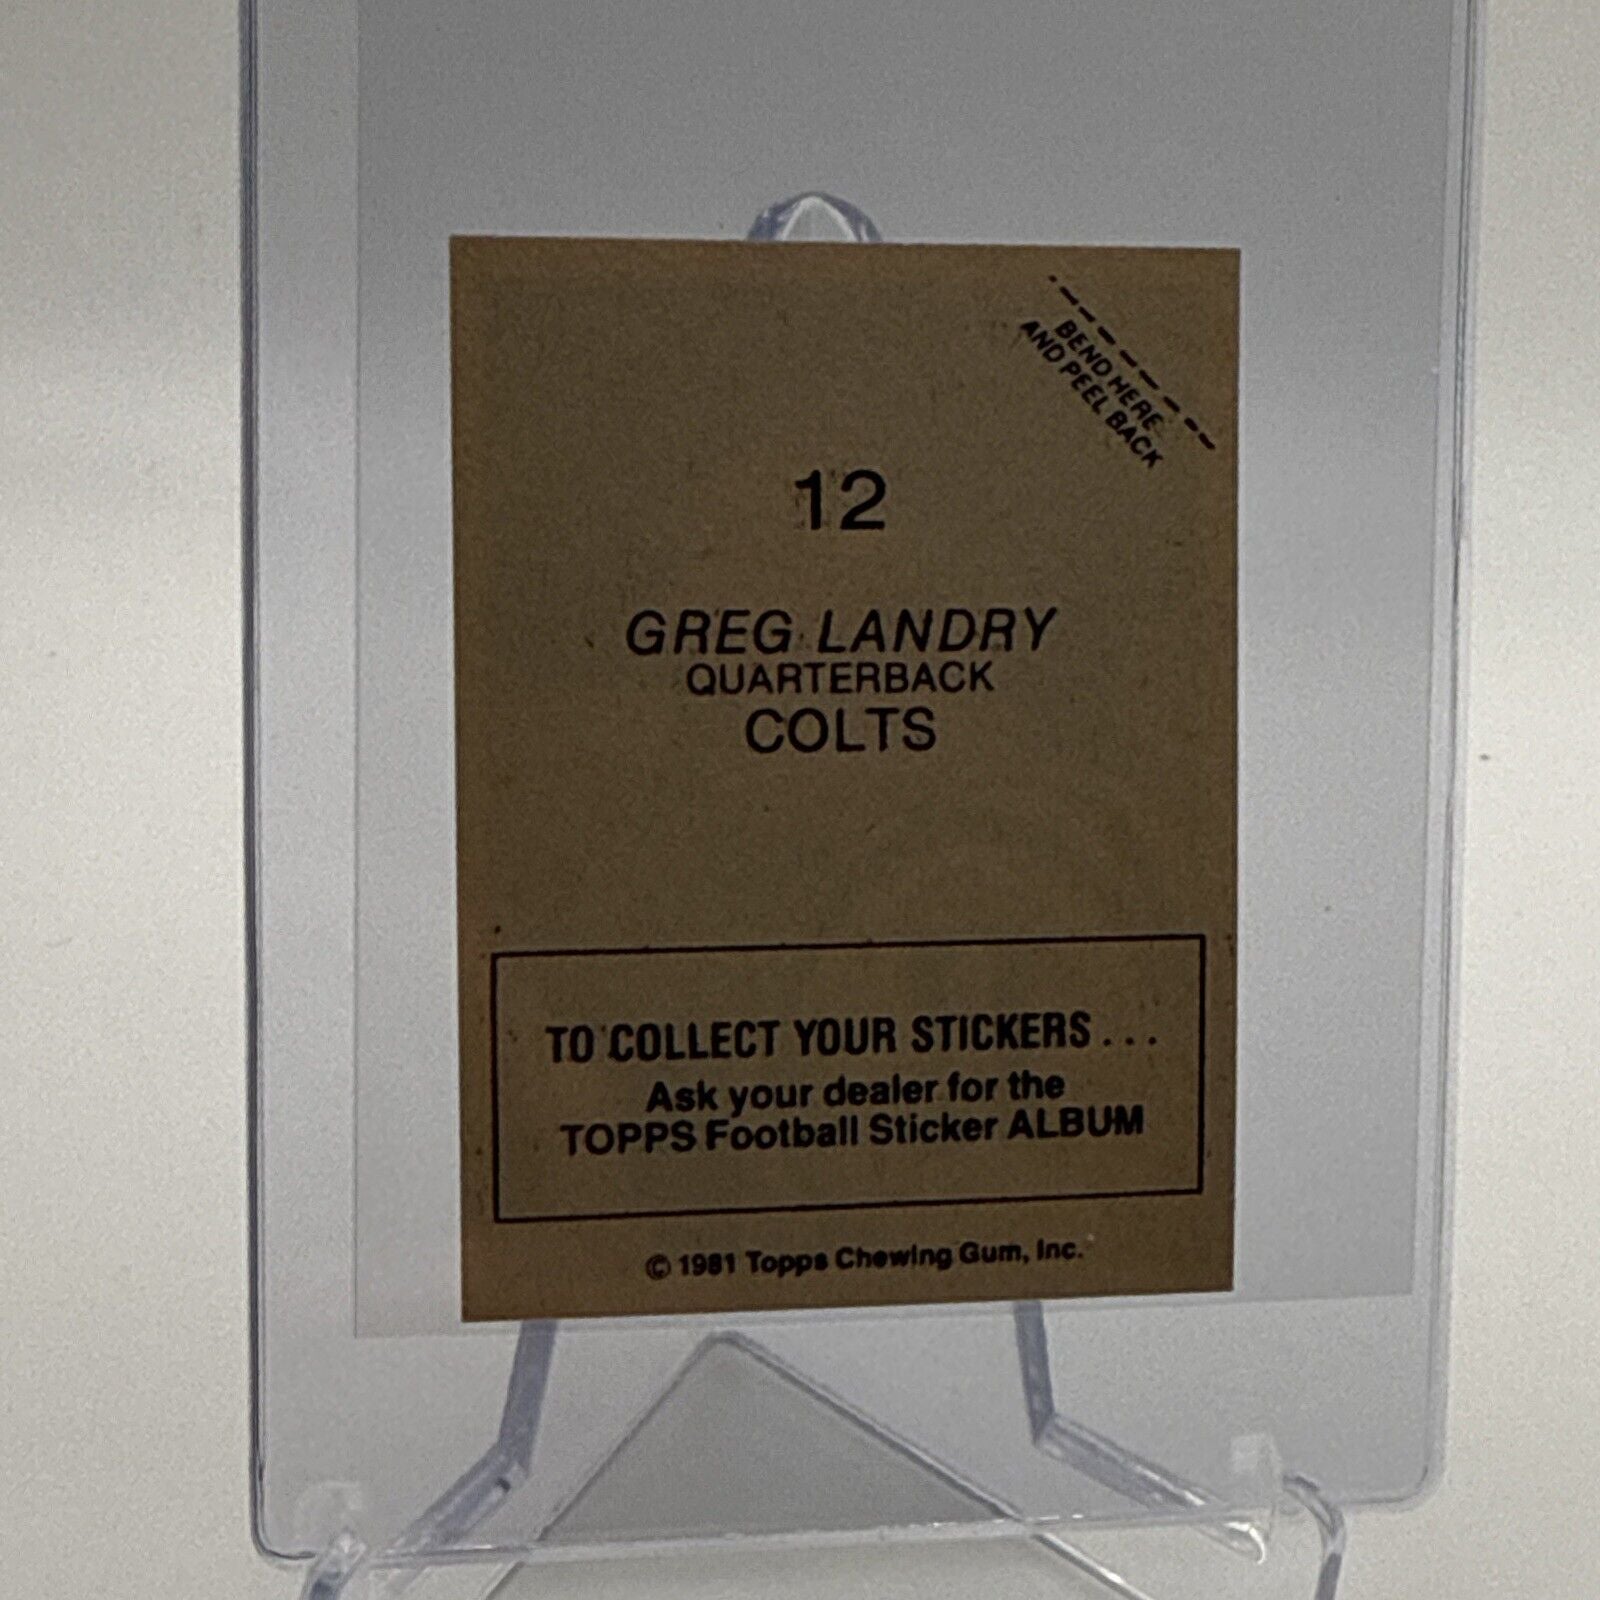 BEND HERE
AND PEEL BACK
12
GREG LANDRY
QUARTERBACK
COLTS
TO COLLECT YOUR STICKERS...
Ask your dealer for the
TOPPS Football Sticker ALBUM
© 1981 Topps Chewing Gum, Inc.